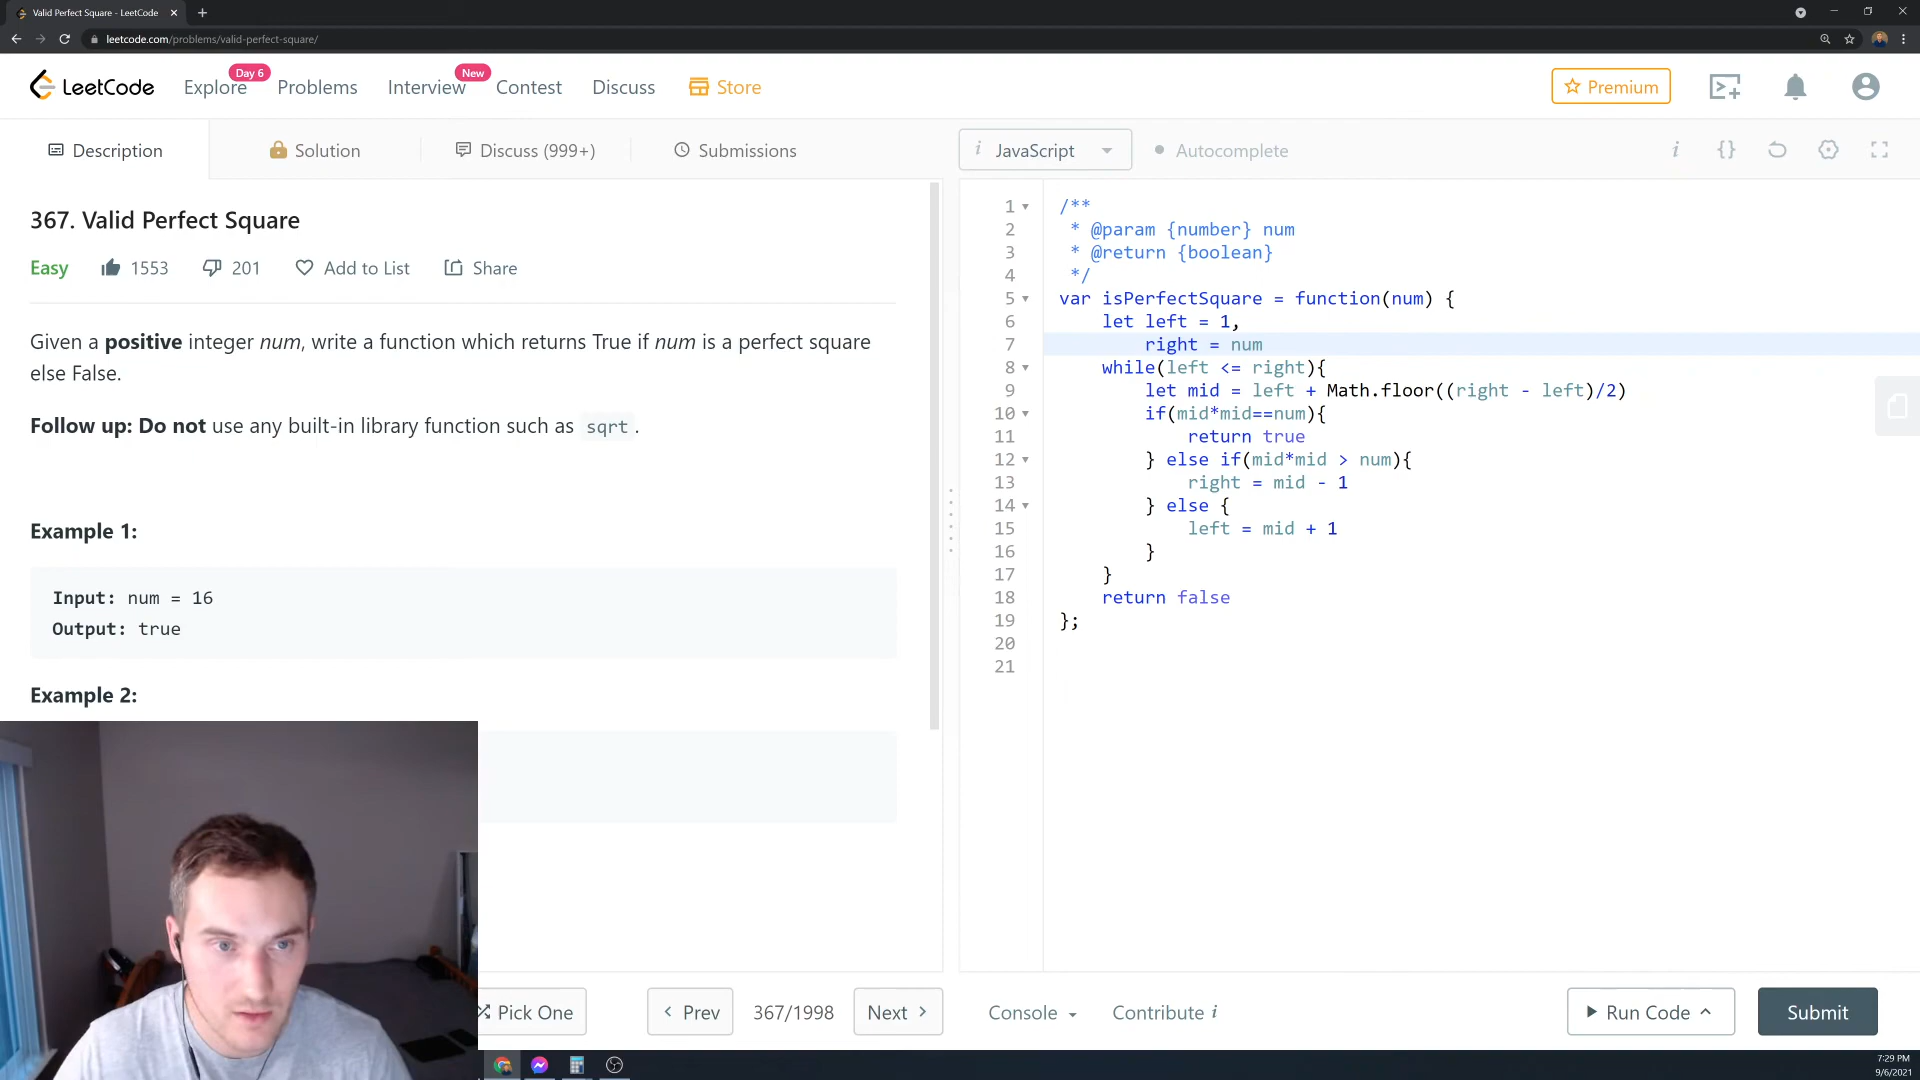 Valid Perfect Square - LeetCode
leetcode.com/problems/valid-perfect-square/
LeetCode
Explore
Day 6
Problems
Interview
New
Contest
Discuss
Store
Premium
Description
Solution
Discuss (999+)
Submissions
i JavaScript
Autocomplete
i {}
367. Valid Perfect Square
Easy 1553 201 Add to List Share
Given a positive integer num, write a function which returns True if num is a perfect square
else False.
Follow up: Do not use any built-in library function such as sqrt.
Example 1:
Input: num = 16
Output: true
Example 2:
1 /**
2 * @param {number} num
3 * @return {boolean}
4 */
5 var isPerfectSquare = function(num) {
6 let left = 1,
7 right = num
8 while(left <= right){
9 let mid = left + Math.floor((right - left)/2)
10 if(mid*mid==num){
11 return true
12 } else if(mid*mid > num){
13 right = mid - 1
14 } else {
15 left = mid + 1
16 }
17 }
18 return false
19 };
20
21
Pick One
Prev
367/1998
Next
Console
Contribute i
Run Code
Submit
7:29 PM
9/6/2021